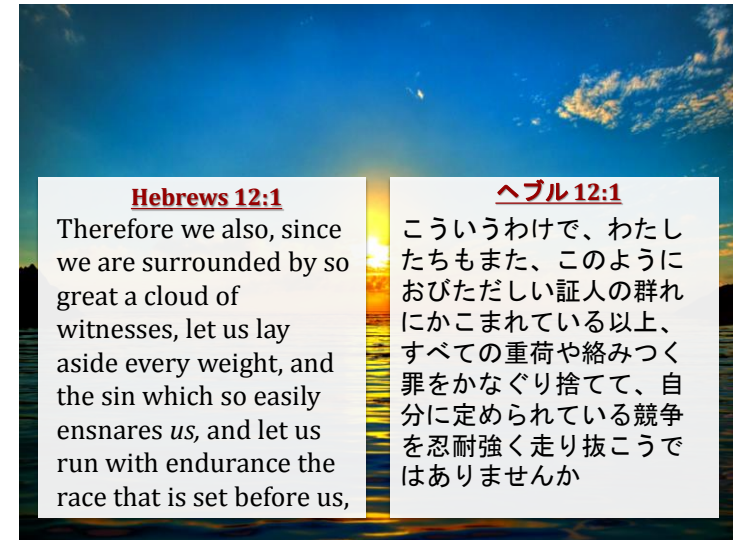 Hebrews 12:1
Therefore we also, since
we are surrounded by so
great a cloud of
witnesses, let us lay
aside every weight, and
the sin which so easily
ensnares us, and let us
run with endurance the
race that is set before us,
ヘブル 12:1
こういうわけで、わたし
たちもまた、このように
おびただしい証人の群れ
にかこまれている以上、
すべての重荷や絡みつく
罪をかなぐり捨てて、自
分に定められている競争
を忍耐強く走り抜こうで
はありませんか